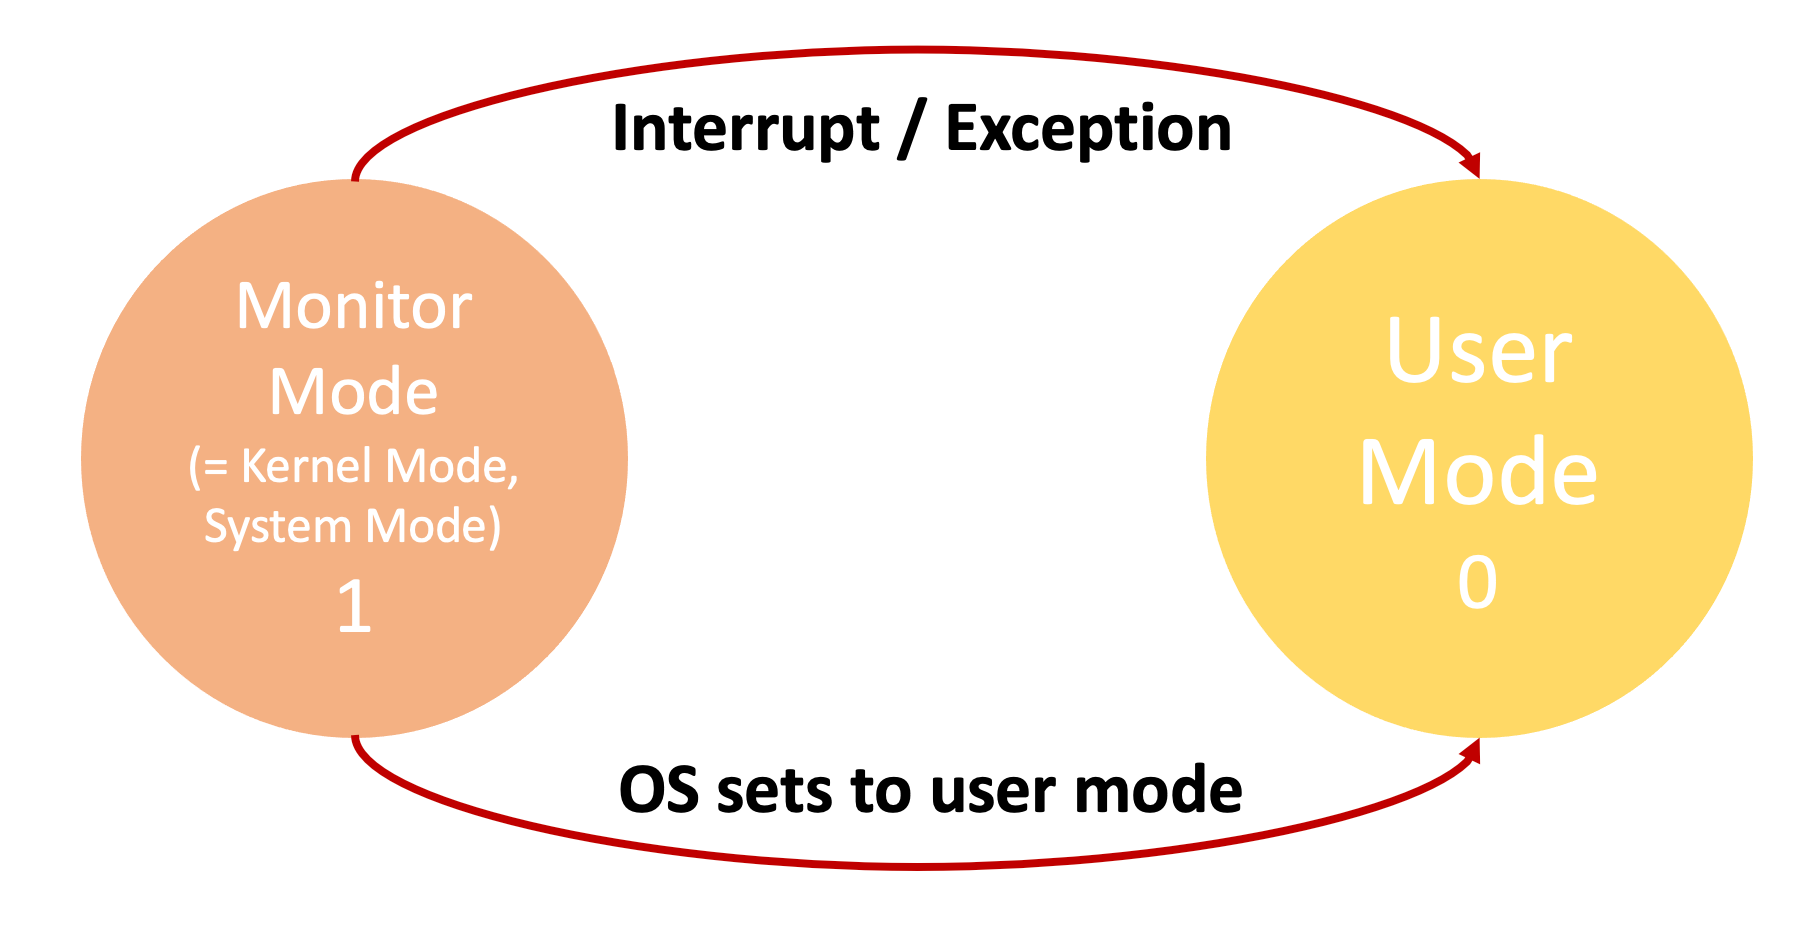 Interrupt / Exception
Monitor
Mode
(= Kernel Mode,
System Mode)
1
User
Mode
0
OS sets to user mode